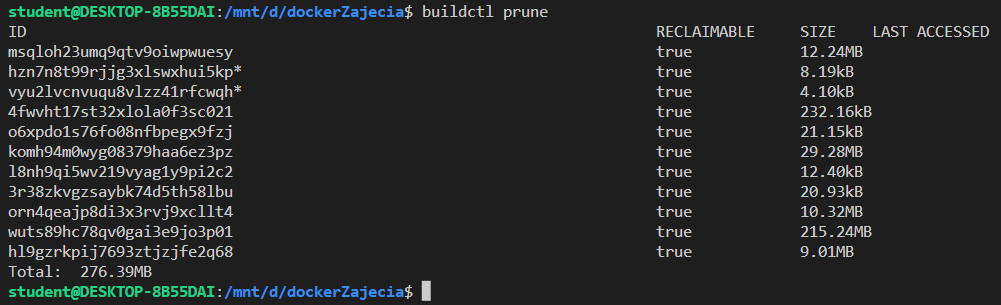 student@DESKTOP-8B55DAI:/mnt/d/dockerZajecia$ buildctl prune
ID RECLAIMABLE SIZE LAST ACCESSED
msqloh23umq9qtv9oiwpwuesy true 12.24MB
hzn7n8t99rjjg3xlswxhui5kp* true 8.19kB
vyu2lvcnvuqu8vlzz41rfcwqh* true 4.10kB
4fwvht17st32xlola0f3sc021 true 232.16kB
o6xpdo1s76fo08nfbpegx9fzj true 21.15kB
komh94m0wyg08379haa6ez3pz true 29.28MB
l8nh9qi5wv219vyag1y9pi2c2 true 12.40kB
3r38zkvgzsaybk74d5th58lbu true 20.93kB
orn4qeajp8di3x3rvj9xcllt4 true 10.32MB
wuts89hc78qv0gai3e9jo3p01 true 215.24MB
hl9gzrkpij7693ztjzjfe2q68 true 9.01MB
Total: 276.39MB
student@DESKTOP-8B55DAI:/mnt/d/dockerZajecia$